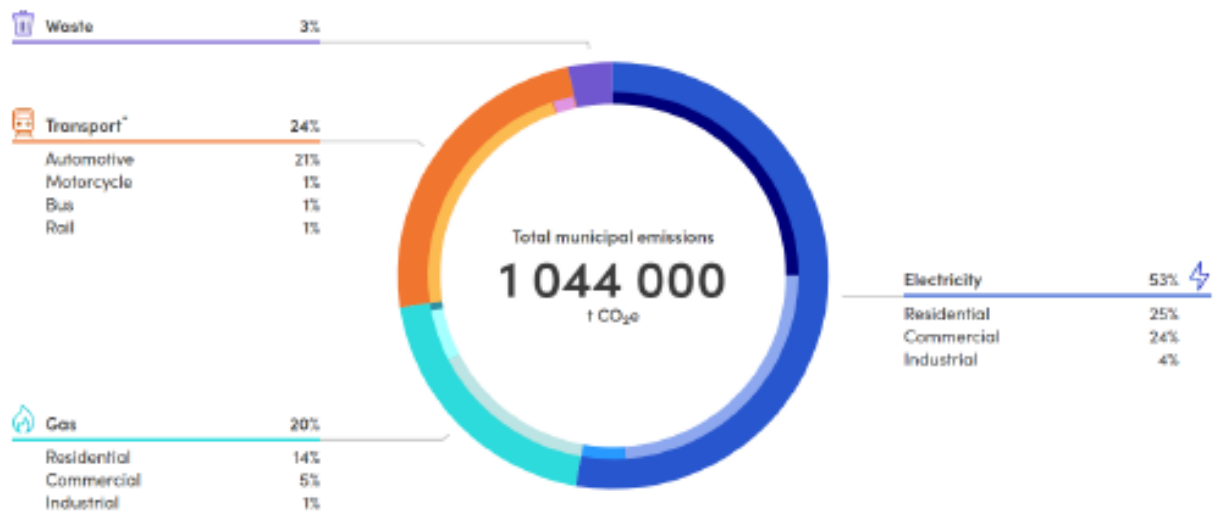 Waste 3%
Transport* 24%
Automotive 21%
Motorcycle 1%
Bus 1%
Rail 1%
Gas 20%
Residential 14%
Commercial 5%
Industrial 1%
Total municipal emissions
1 044 000
t CO₂e
Electricity 53%
Residential 25%
Commercial 24%
Industrial 4%